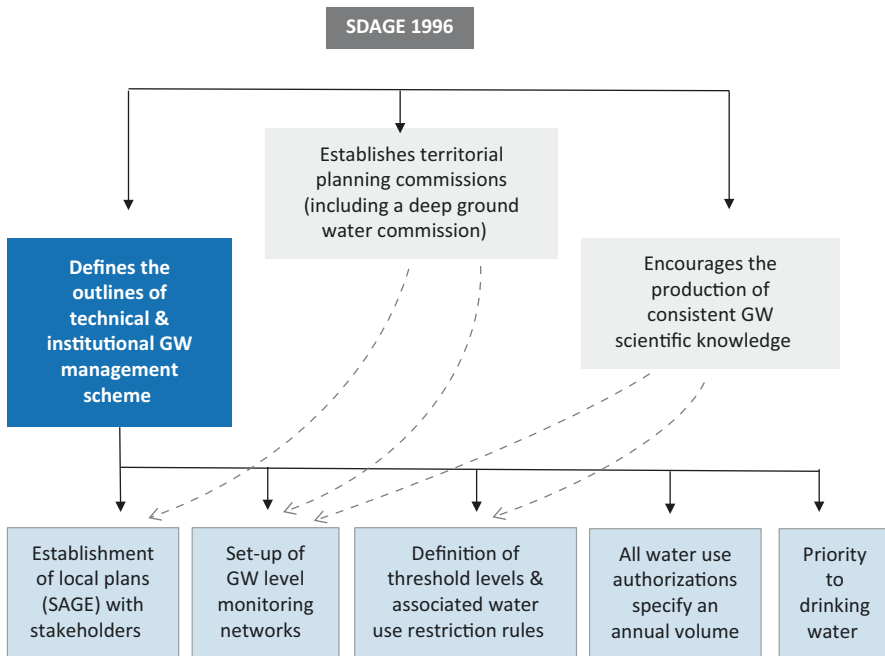 SDAGE 1996
Establishes territorial
planning commissions
(including a deep ground
water commission)
Defines the
outlines of
technical &
institutional GW
management
scheme
Encourages the
production of
consistent GW
scientific knowledge
Establishment
of local plans
(SAGE) with
stakeholders
Set-up of
GW level
monitoring
networks
Definition of
threshold levels &
associated water
use restriction rules
All water use
authorizations
specify an
annual volume
Priority
to
drinking
water